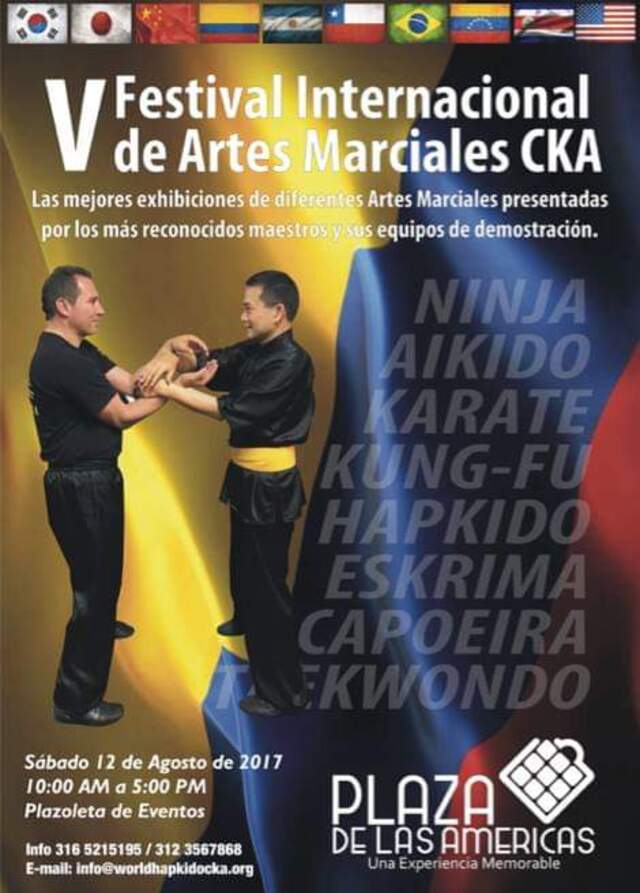 V Festival Internacional
de Artes Marciales CKA
Las mejores exhibiciones de diferentes Artes Marciales presentadas
por los más reconocidos maestros y sus equipos de demostración.
NINJA
AIKIDO
KARATE
KUNG-FU
HAPKIDO
ESKRIMA
CAPOEIRA
TAEKWONDO
Sábado 12 de Agosto de 2017
10:00 AM a 5:00 PM
Plazoleta de Eventos
Info 316 5215195 / 312 3567868
E-mail: info@worldhapkidocka.org
PLAZA
DE LAS AMERICAS
Una Experiencia Memorable